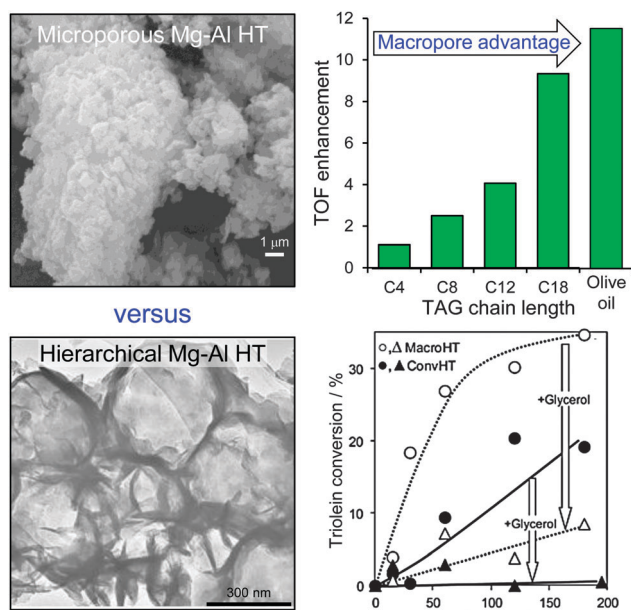 Microporous Mg-Al HT
1 μm
versus
Hierarchical Mg-Al HT
300 nm
12
10
8
6
4
2
0
TOF enhancement
Macropore advantage
C4
C8
C12
C18
Olive
oil
TAG chain length
30
20
10
0
Triolein conversion / %
○, △ MacroHT
●,▲ ConvHT
+Glycerol
+Glycerol
0
50
100
150
200